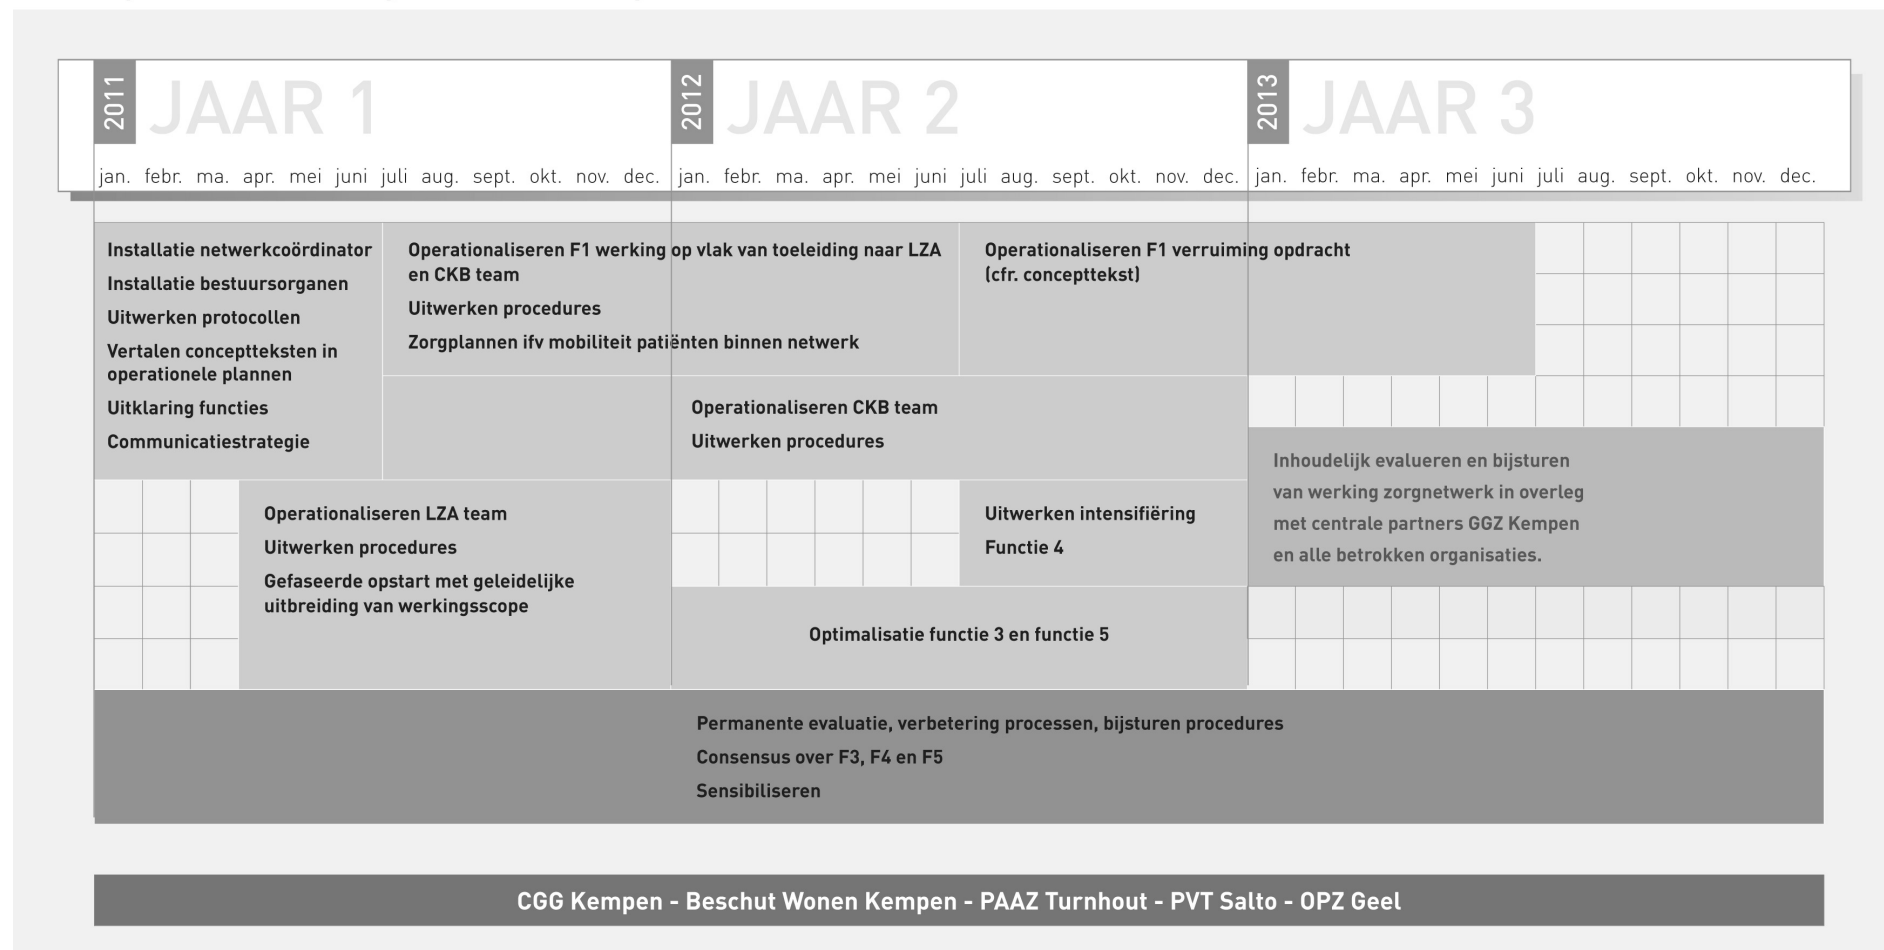 2011 JAAR 1
2012 JAAR 2
2013 JAAR 3
jan. febr. ma. apr. mei juni juli aug. sept. okt. nov. dec.
jan. febr. ma. apr. mei juni juli aug. sept. okt. nov. dec.
jan. febr. ma. apr. mei juni juli aug. sept. okt. nov. dec.
Installatie netwerkcoördinator
Installatie bestuursorganen
Uitwerken protocollen
Vertalen conceptteksten in
operationele plannen
Uitklaring functies
Communicatiestrategie
Operationaliseren F1 werking op vlak van toeleiding naar LZA
en CKB team
Uitwerken procedures
Zorgplannen ifv mobiliteit patiënten binnen netwerk
Operationaliseren F1 verruiming opdracht
(cfr. concepttekst)
Operationaliseren CKB team
Uitwerken procedures
Inhoudelijk evalueren en bijsturen
van werking zorgnetwerk in overleg
met centrale partners GGZ Kempen
en alle betrokken organisaties.
Operationaliseren LZA team
Uitwerken procedures
Gefaseerde opstart met geleidelijke
uitbreiding van werkingsscope
Uitwerken intensifiëring
Functie 4
Optimalisatie functie 3 en functie 5
Permanente evaluatie, verbetering processen, bijsturen procedures
Consensus over F3, F4 en F5
Sensibiliseren
CGG Kempen - Beschut Wonen Kempen - PAAZ Turnhout - PVT Salto - OPZ Geel